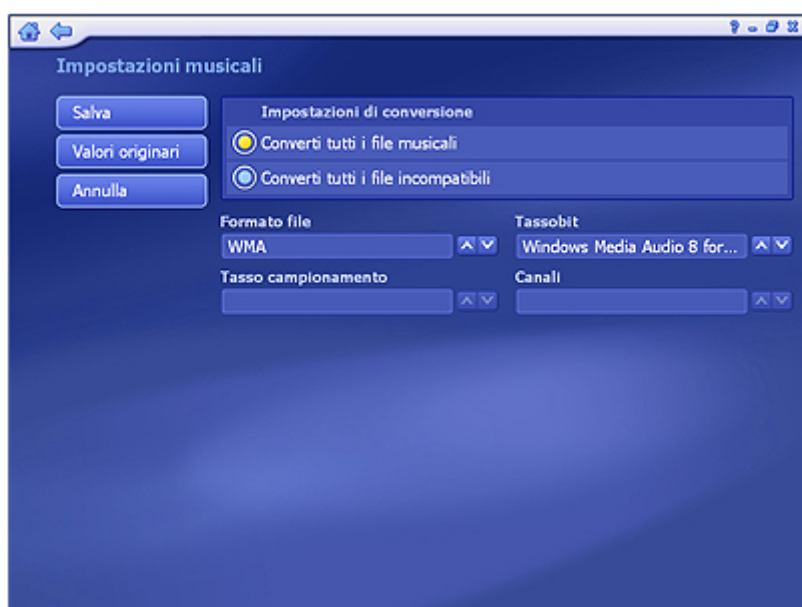 ?
Impostazioni musicali
Salva
Valori originari
Annulla
Impostazioni di conversione
Converti tutti i file musicali
Converti tutti i file incompatibili
Formato file
Tassobit
WMA
Windows Media Audio 8 for...
Tasso campionamento
Canali